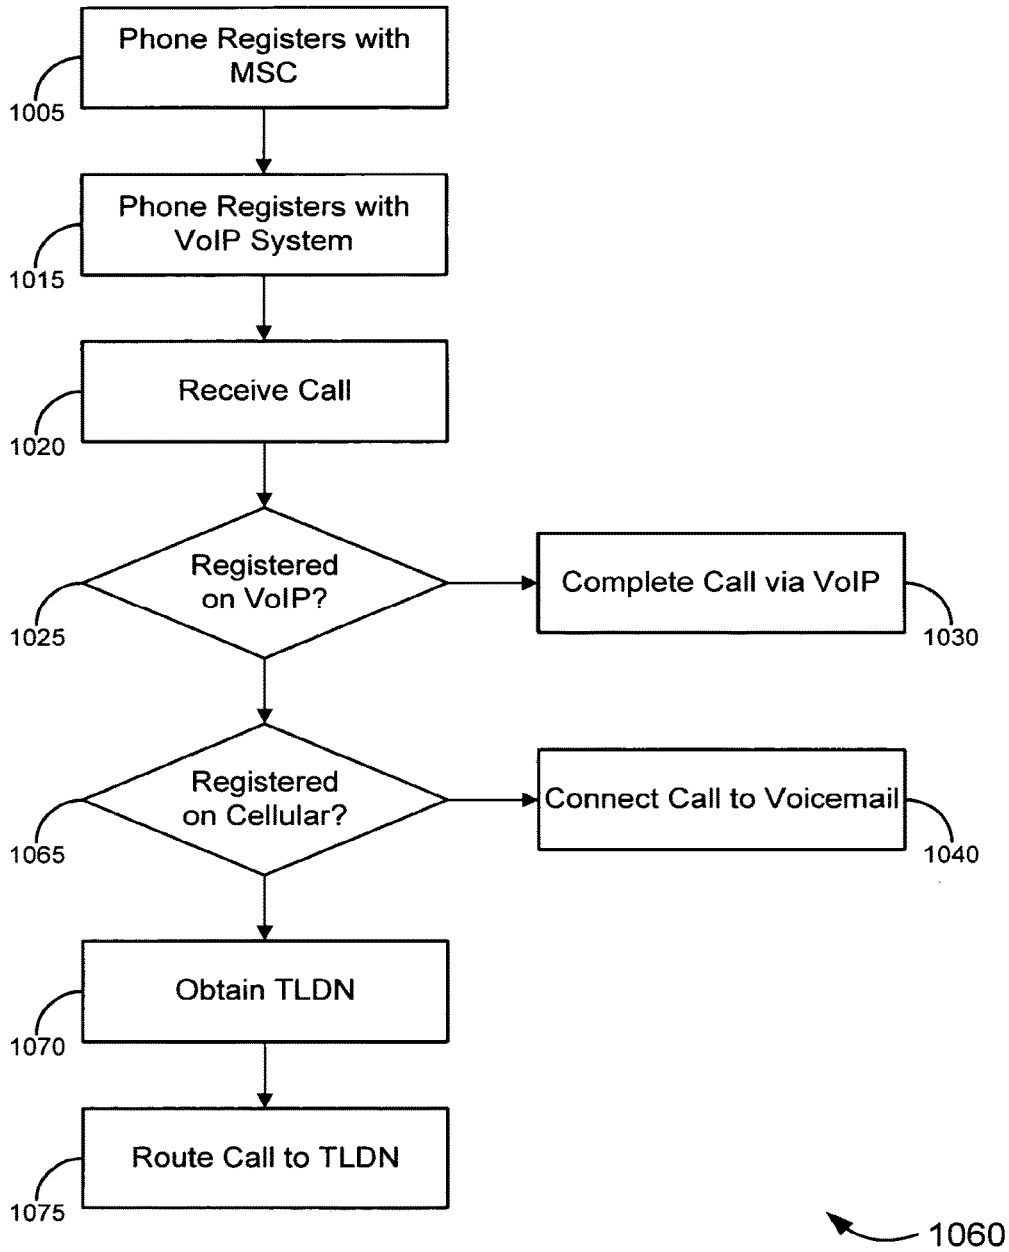 Phone Registers with
MSC
1005
Phone Registers with
VoIP System
1015
Receive Call
1020
Registered
on VoIP?
1025
Complete Call via VoIP
1030
Registered
on Cellular?
1065
Connect Call to Voicemail
1040
Obtain TLDN
1070
Route Call to TLDN
1075
1060